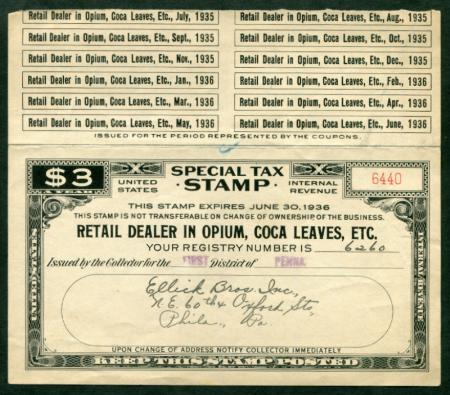 Retail Dealer in Opium, Coca Leaves, Etc., July, 1935
Retail Dealer in Opium, Coca Leaves, Etc., Aug., 1935
Retail Dealer in Opium, Coca Leaves, Etc., Sept., 1935
Retail Dealer in Opium, Coca Leaves, Etc., Oct., 1935
Retail Dealer in Opium, Coca Leaves, Etc., Nov., 1935
Retail Dealer in Opium, Coca Leaves, Etc., Dec., 1935
Retail Dealer in Opium, Coca Leaves, Etc., Jan., 1936
Retail Dealer in Opium, Coca Leaves, Etc., Feb., 1936
Retail Dealer in Opium, Coca Leaves, Etc., Mar., 1936
Retail Dealer in Opium, Coca Leaves, Etc., Apr., 1936
Retail Dealer in Opium, Coca Leaves, Etc., May, 1936
Retail Dealer in Opium, Coca Leaves, Etc., June, 1936
ISSUED FOR THE PERIOD REPRESENTED BY THE COUPONS.
$3
A YEAR
UNITED STATES
SPECIAL TAX
STAMP
INTERNAL REVENUE
6440
THIS STAMP EXPIRES JUNE 30, 1936
THIS STAMP IS NOT TRANSFERABLE ON CHANGE OF OWNERSHIP OF THE BUSINESS.
RETAIL DEALER IN OPIUM, COCA LEAVES, ETC.
YOUR REGISTRY NUMBER IS 6260
Issued by the Collector for the FIRST District of PENNA.
Ellick Bros. Inc,
N.E. 60th & Oxford Sts,
Phila., Pa.
UNITED STATES
INTERNAL REVENUE
UPON CHANGE OF ADDRESS NOTIFY COLLECTOR IMMEDIATELY
KEEP THIS STAMP POSTED